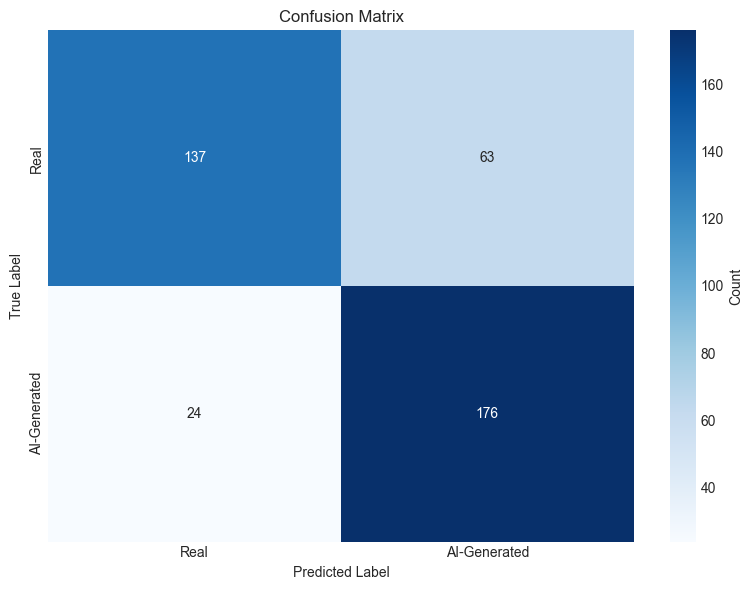 Confusion Matrix
Real
AI-Generated
True Label
137
63
24
176
Real
AI-Generated
Predicted Label
160
140
120
100
80
60
40
Count